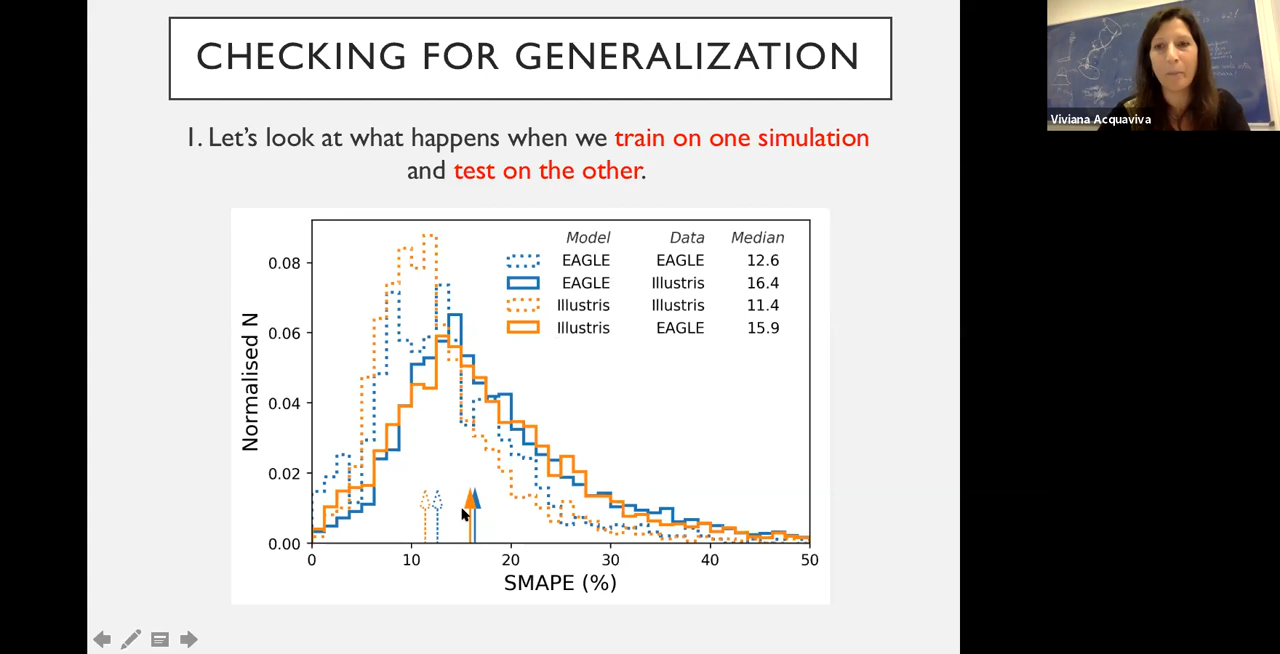 CHECKING FOR GENERALIZATION
1. Let's look at what happens when we train on one simulation
and test on the other.
Model Data Median
EAGLE EAGLE 12.6
EAGLE Illustris 16.4
Illustris Illustris 11.4
Illustris EAGLE 15.9
Normalised N
0.08
0.06
0.04
0.02
0.00
0 10 20 30 40 50
SMAPE (%)
Viviana Acquaviva